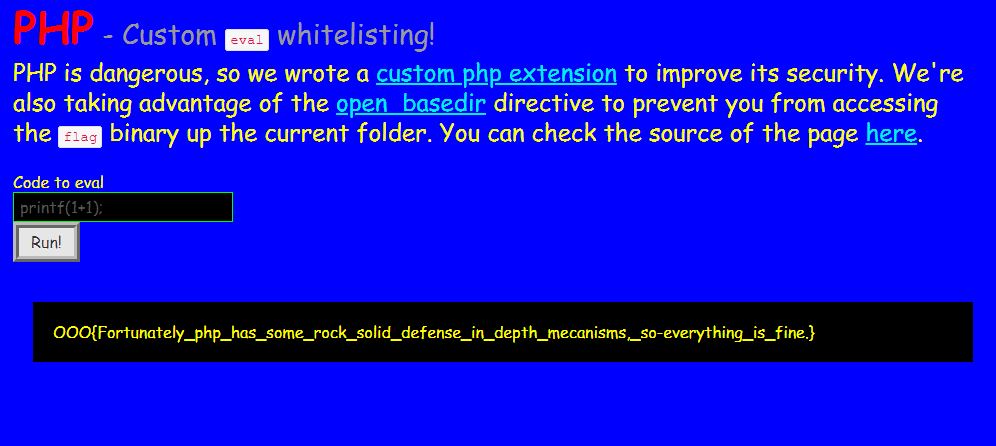 PHP - Custom eval whitelisting!
PHP is dangerous, so we wrote a custom php extension to improve its security. We're
also taking advantage of the open_basedir directive to prevent you from accessing
the flag binary up the current folder. You can check the source of the page here.
Code to eval
printf(1+1);
Run!
OOO{Fortunately_php_has_some_rock_solid_defense_in_depth_mecanisms,_so-everything_is_fine.}